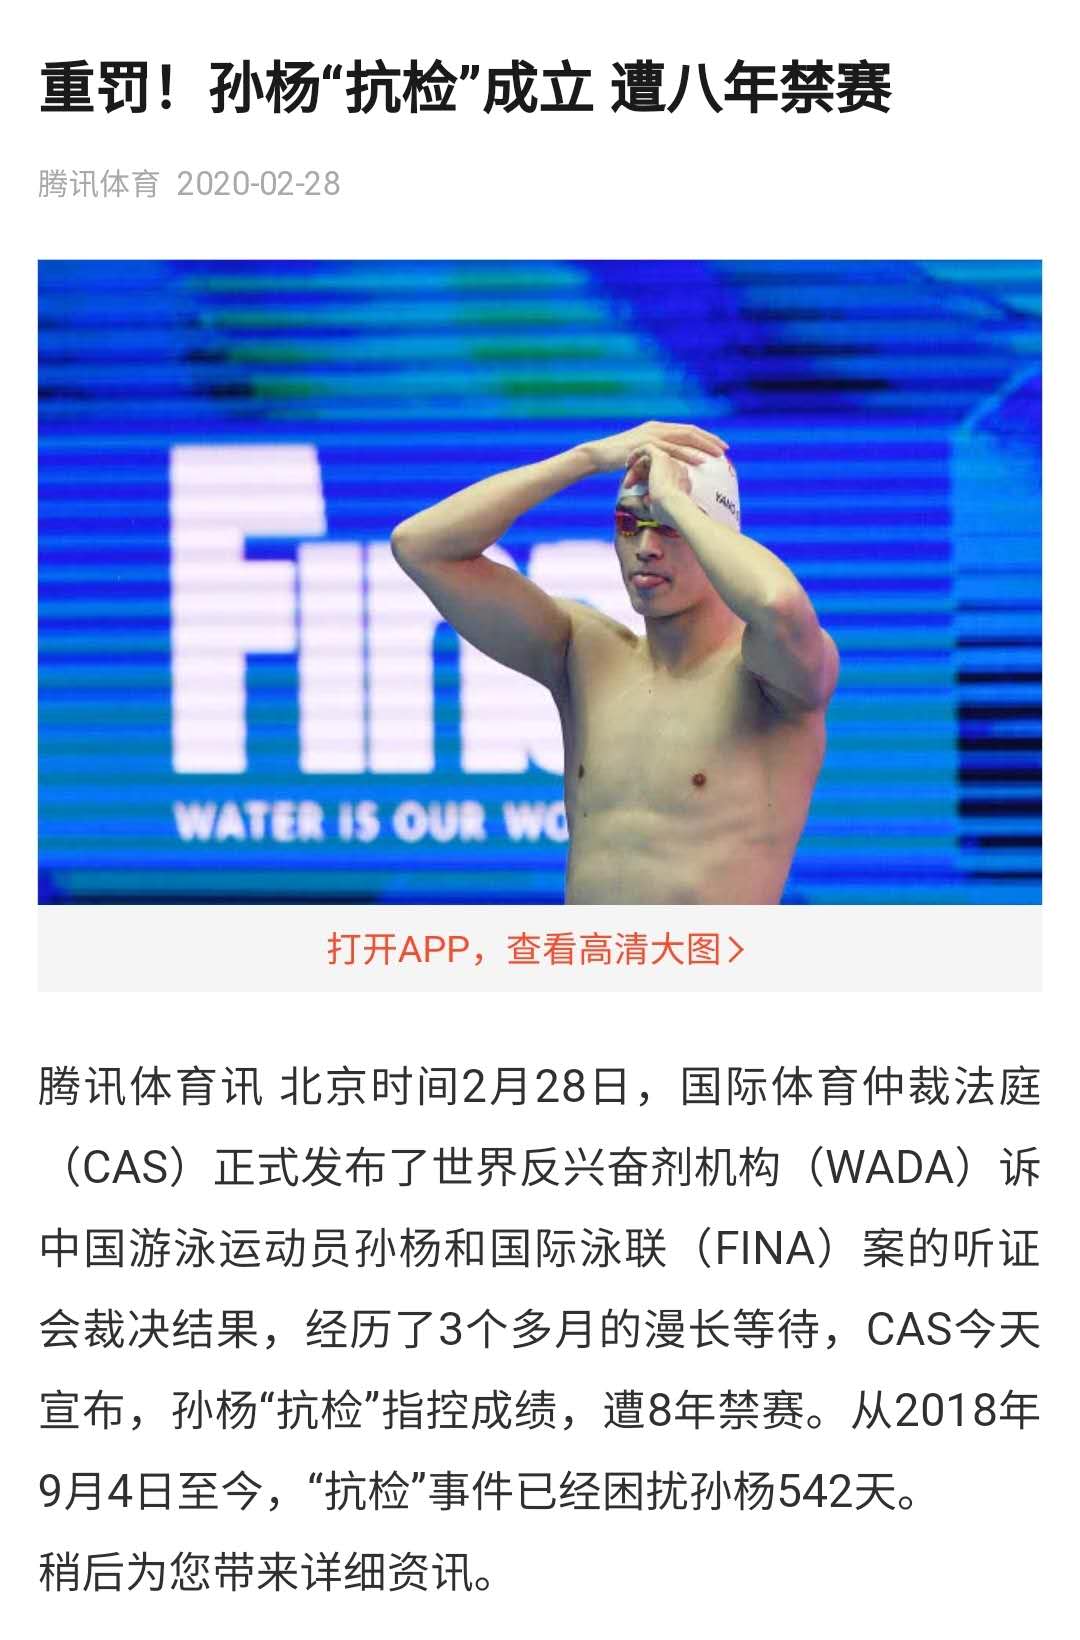 重罚！孙杨“抗检”成立 遭八年禁赛
腾讯体育 2020-02-28
YANG
Fina
WATER IS OUR WO
打开APP，查看高清大图>
腾讯体育讯 北京时间2月28日，国际体育仲裁法庭
（CAS）正式发布了世界反兴奋剂机构（WADA）诉
中国游泳运动员孙杨和国际泳联（FINA）案的听证
会裁决结果，经历了3个多月的漫长等待，CAS今天
宣布，孙杨“抗检”指控成绩，遭8年禁赛。从2018年
9月4日至今，“抗检”事件已经困扰孙杨542天。
稍后为您带来详细资讯。